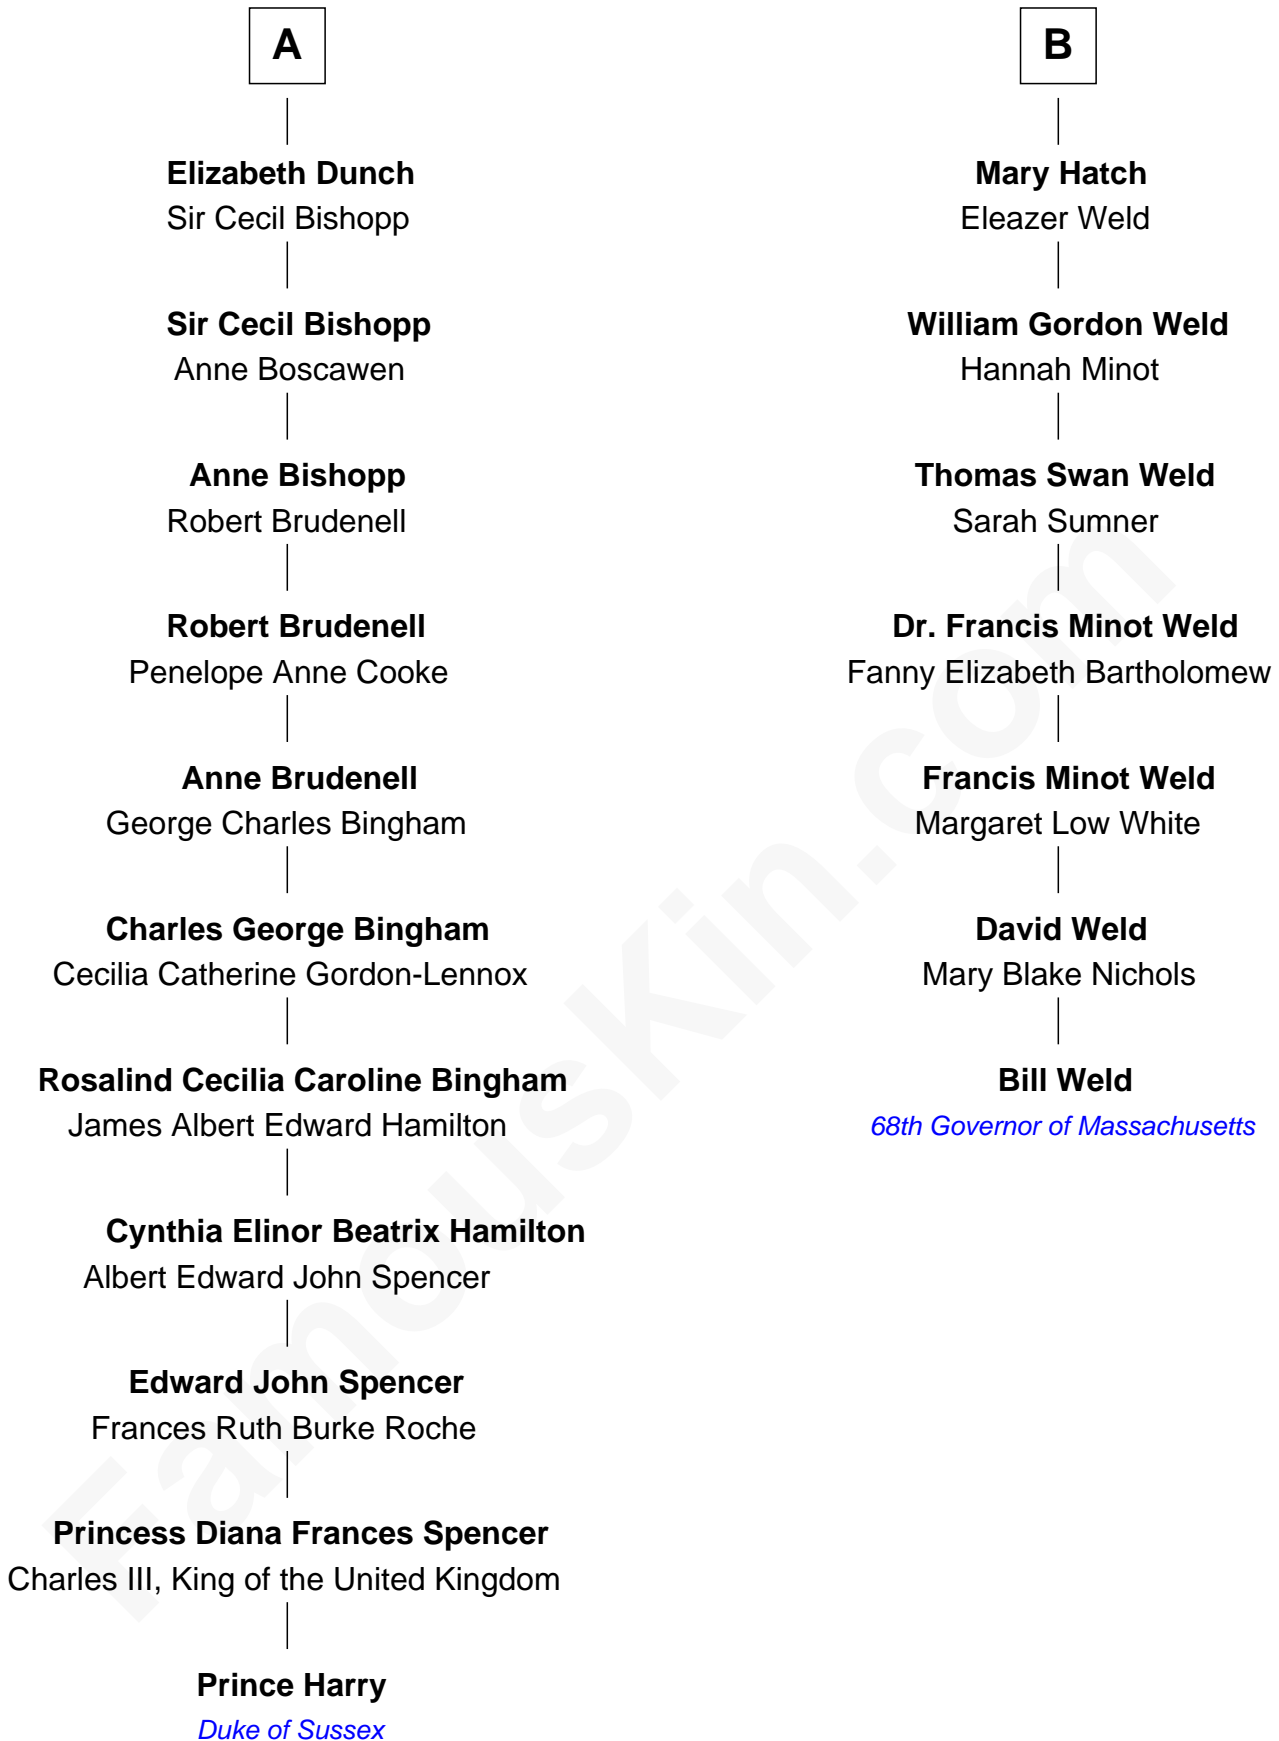 A
Elizabeth Dunch
Sir Cecil Bishopp
Sir Cecil Bishopp
Anne Boscawen
Anne Bishopp
Robert Brudenell
Robert Brudenell
Penelope Anne Cooke
Anne Brudenell
George Charles Bingham
Charles George Bingham
Cecilia Catherine Gordon-Lennox
Rosalind Cecilia Caroline Bingham
James Albert Edward Hamilton
Cynthia Elinor Beatrix Hamilton
Albert Edward John Spencer
Edward John Spencer
Frances Ruth Burke Roche
Princess Diana Frances Spencer
Charles III, King of the United Kingdom
Prince Harry
Duke of Sussex
B
Mary Hatch
Eleazer Weld
William Gordon Weld
Hannah Minot
Thomas Swan Weld
Sarah Sumner
Dr. Francis Minot Weld
Fanny Elizabeth Bartholomew
Francis Minot Weld
Margaret Low White
David Weld
Mary Blake Nichols
Bill Weld
68th Governor of Massachusetts
FamousKin.com